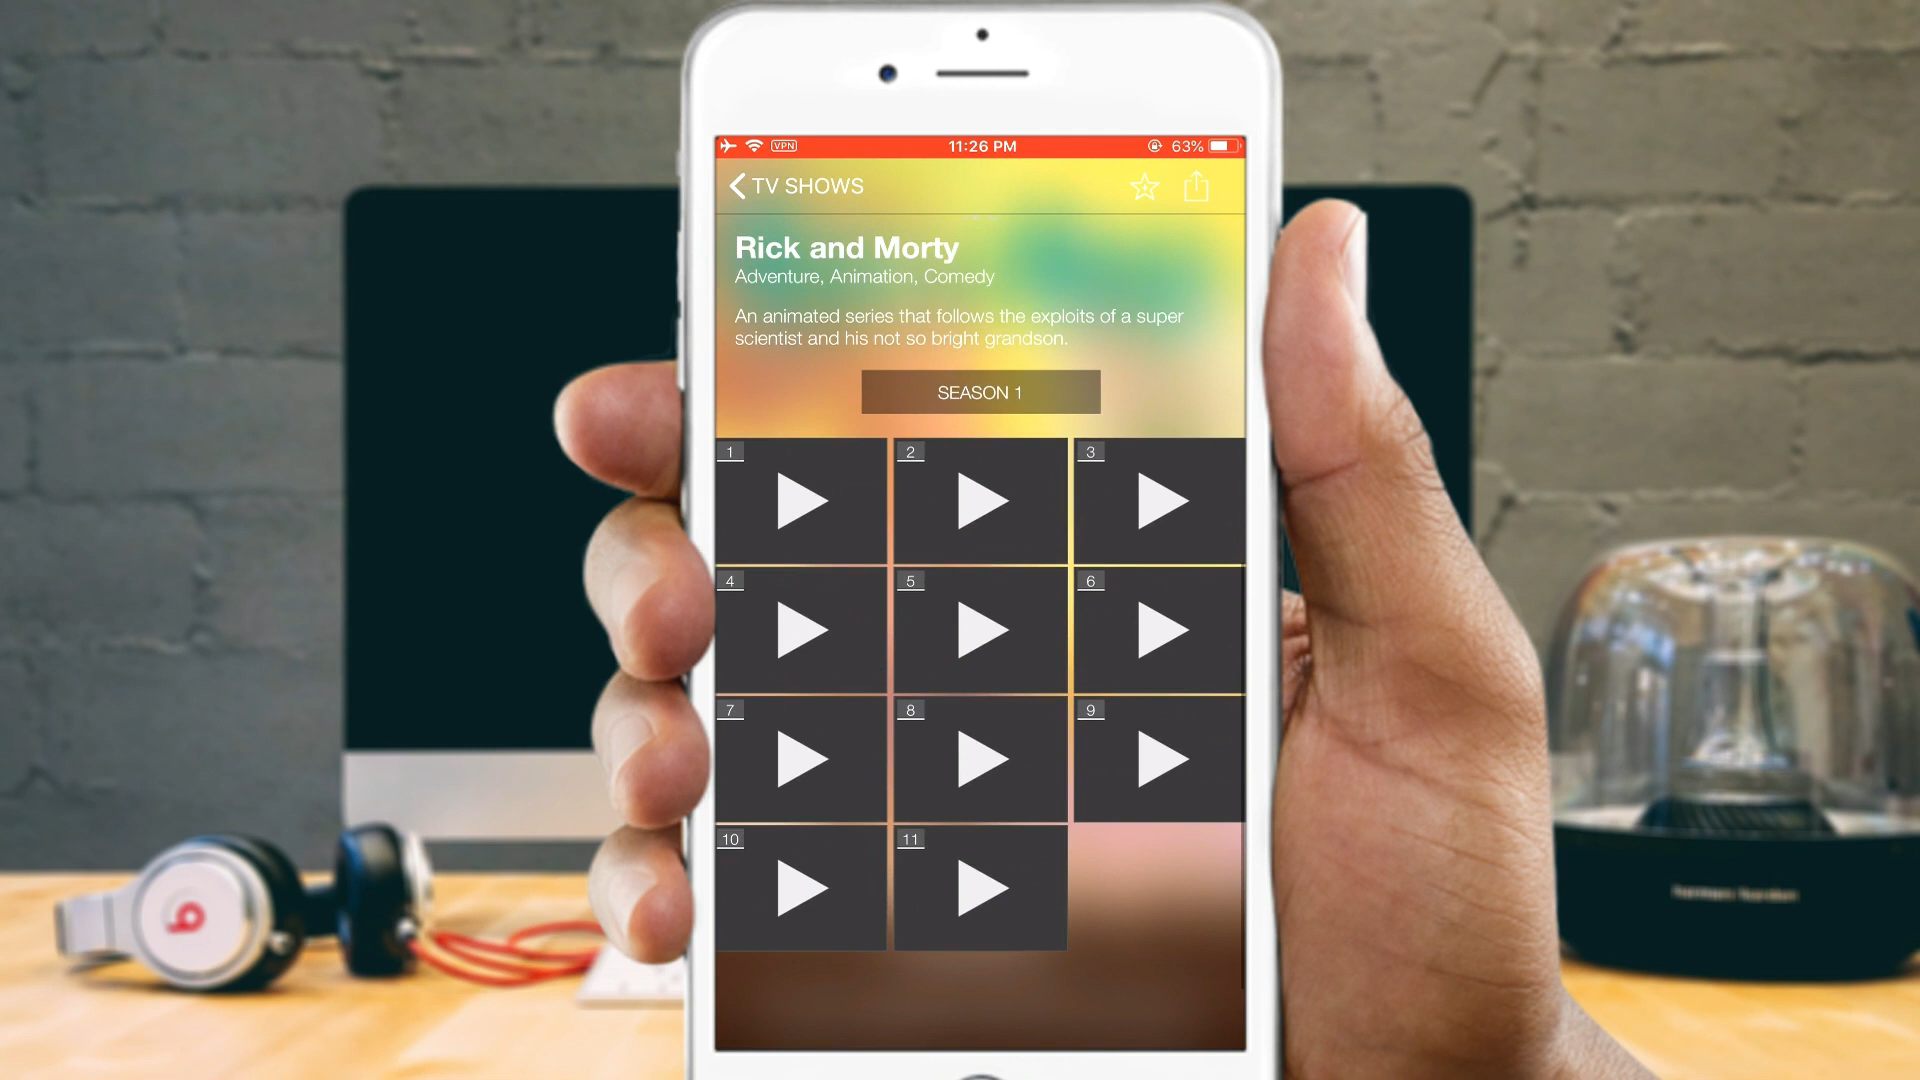 VPN
11:26 PM
63%
TV SHOWS
Rick and Morty
Adventure, Animation, Comedy
An animated series that follows the exploits of a super
scientist and his not so bright grandson.
SEASON 1
1
2
3
4
5
6
7
8
9
10
11
harman kardon